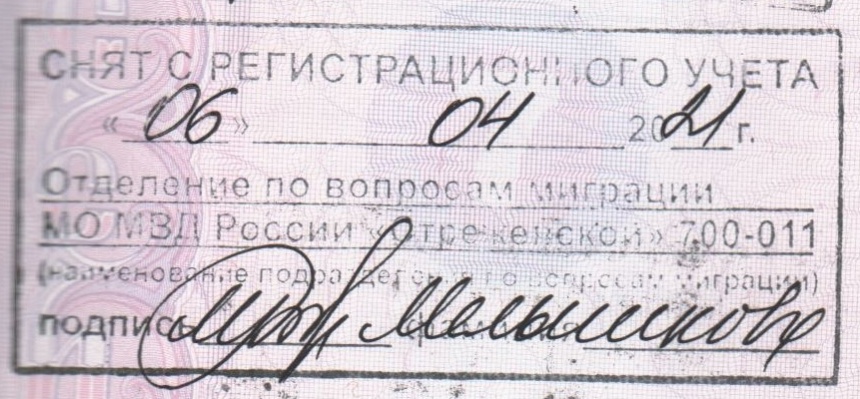 СНЯТ С РЕГИСТРАЦИОННОГО УЧЕТА
«06» 04 2021 г.
Отделение по вопросам миграции
МО МВД России «Стрежевской» 700-011
(наименование подразделения по вопросам миграции)
подпись Мельникова